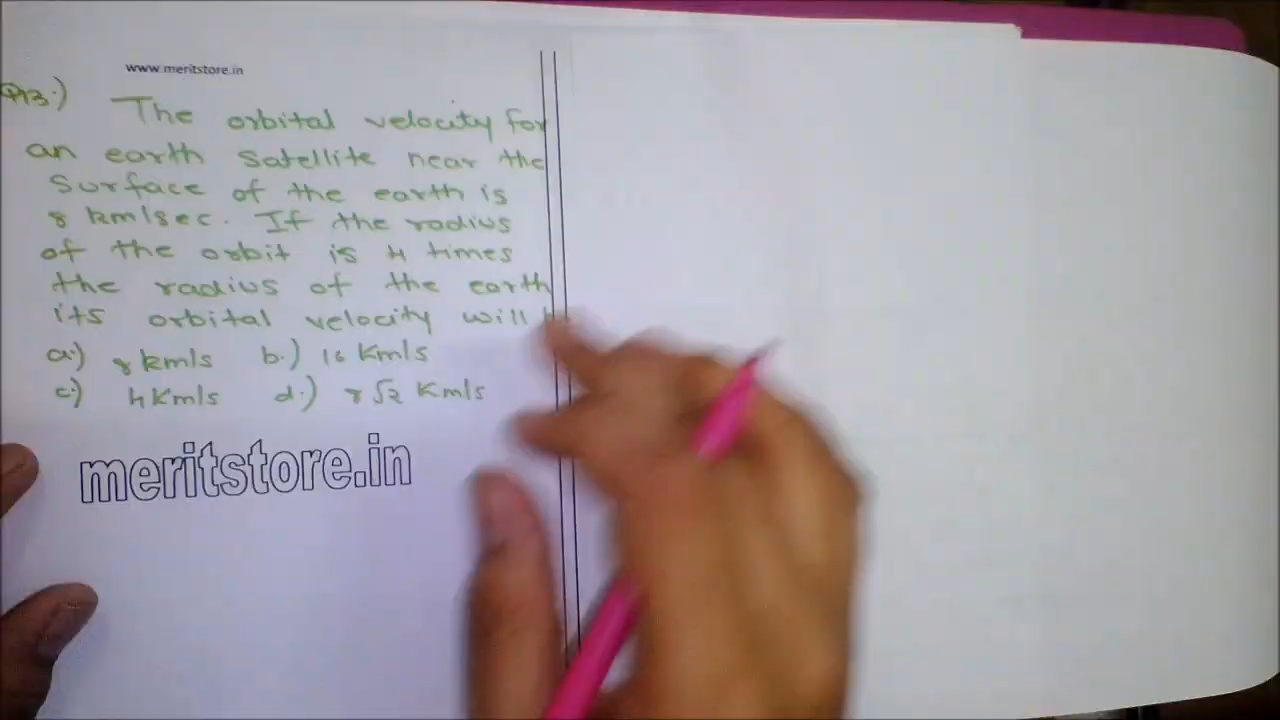 www.meritstore.in
Q13.) The orbital velocity for
an earth satellite near the
surface of the earth is
8 km/sec. If the radius
of the orbit is 4 times
the radius of the earth
its orbital velocity will
a.) 8 km/s b.) 16 Km/s
c.) 4 Km/s d.) 8√2 Km/s
meritstore.in